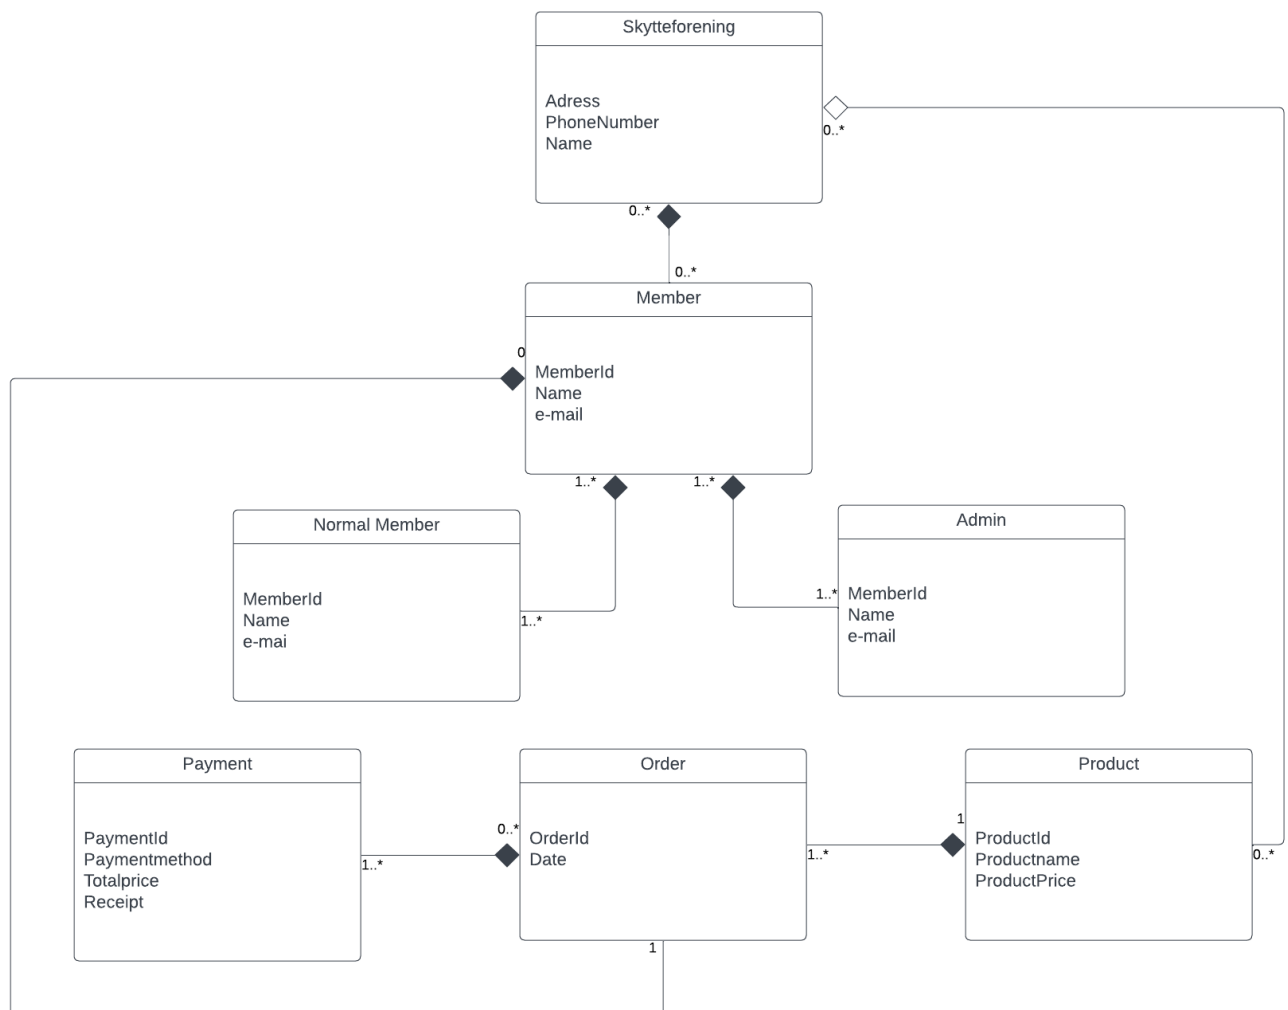 Skytteforening
Adress
PhoneNumber
Name
0..*
0..*
0..*
Member
0
MemberId
Name
e-mail
1..*
1..*
Normal Member
MemberId
Name
e-mai
1..*
Admin
1..*
MemberId
Name
e-mail
Payment
PaymentId
Paymentmethod
Totalprice
Receipt
1..*
Order
0..*
OrderId
Date
1..*
1
Product
1
ProductId
Productname
ProductPrice
0..*